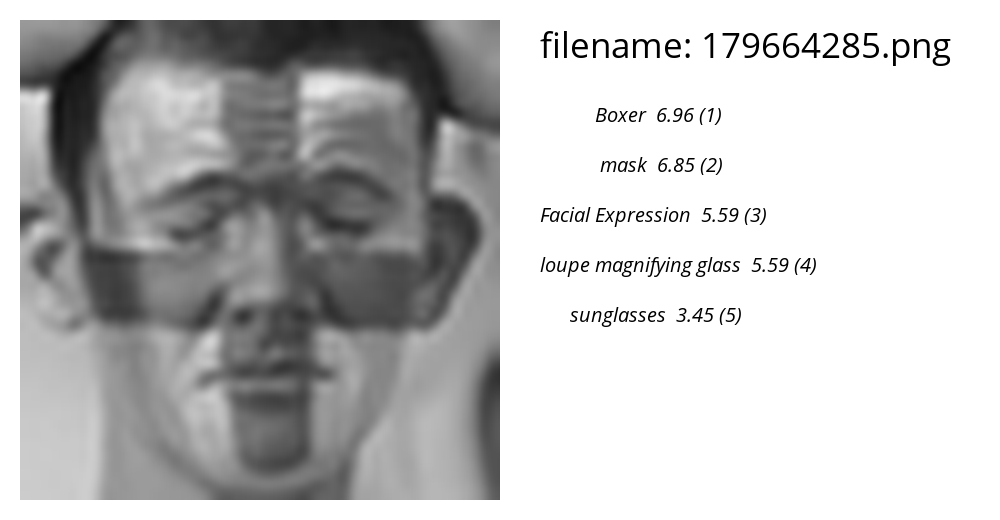 filename: 179664285.png
Boxer 6.96 (1)
mask 6.85 (2)
Facial Expression 5.59 (3)
loupe magnifying glass 5.59 (4)
sunglasses 3.45 (5)